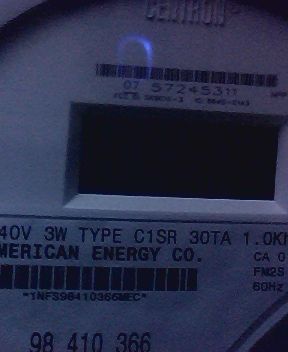 CENTRON
07 57245311
40V 3W TYPE C1SR 30TA 1.0Kh
MERICAN ENERGY CO.
CA 0
FM2S
60Hz
*1NFS98410366MEC*
98 410 366